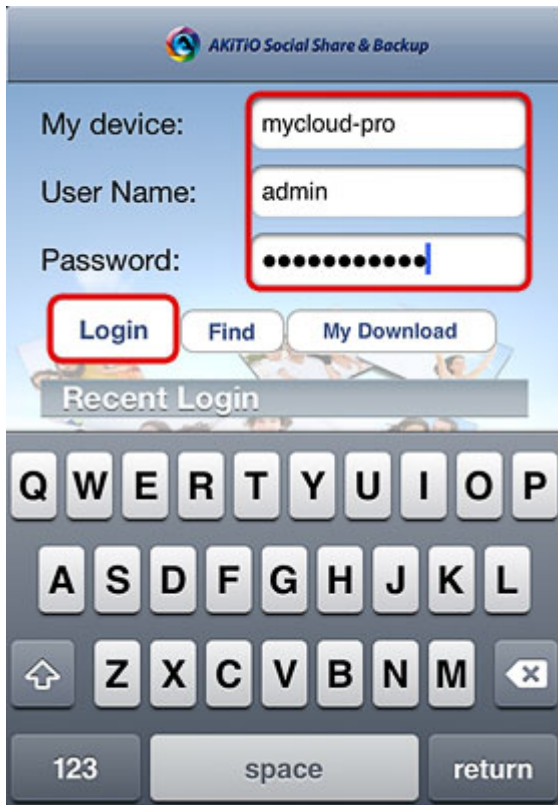 AKiTiO Social Share & Backup
My device: mycloud-pro
User Name: admin
Password: ●●●●●●●●●●●
Login Find My Download
Recent Login
Q W E R T Y U I O P
A S D F G H J K L
Z X C V B N M
123 space return